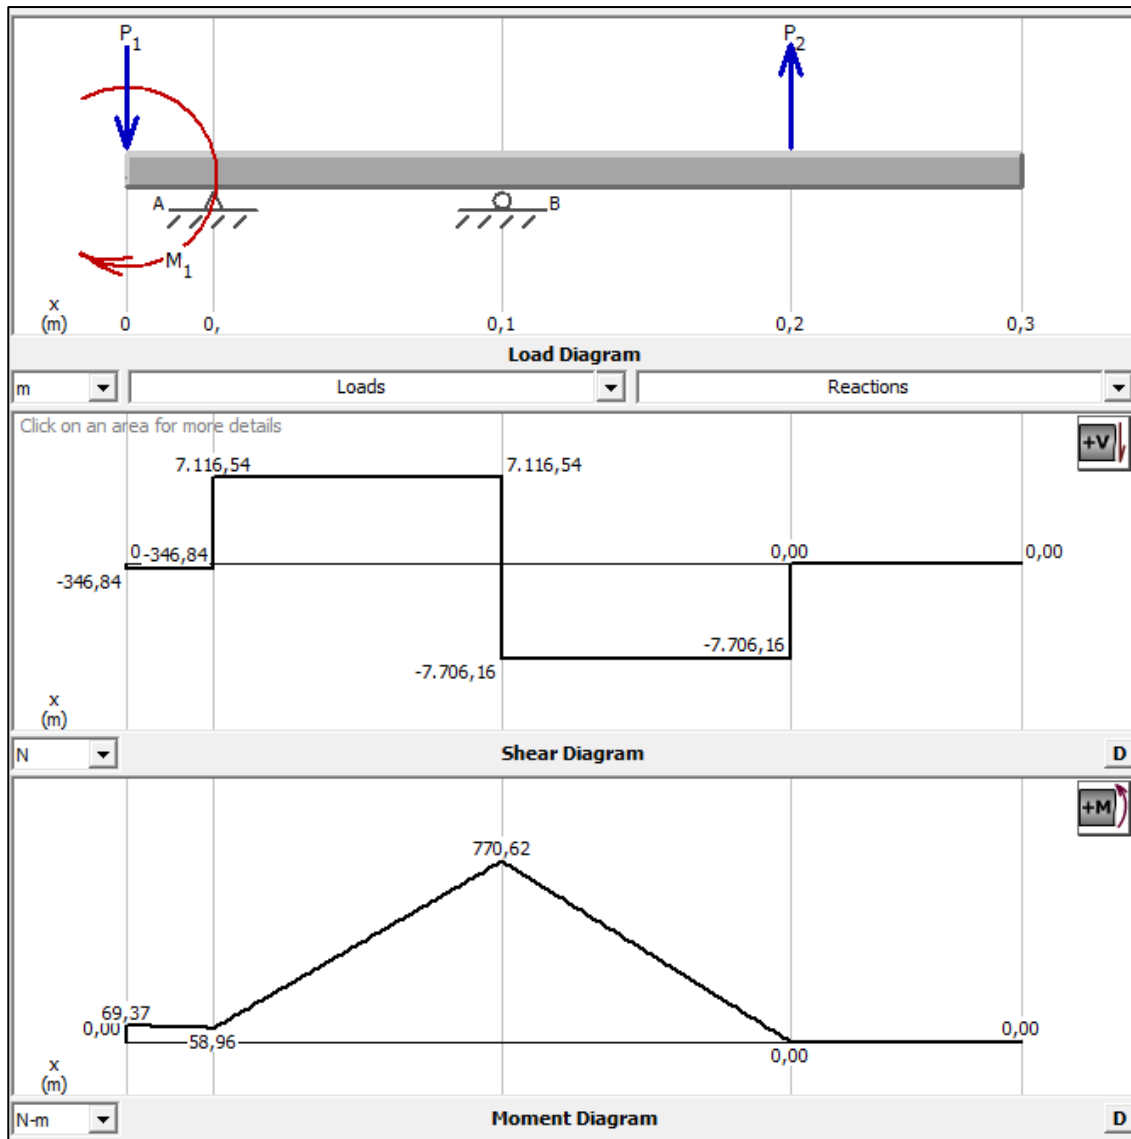 P1 P2
A B
M1
x
(m) 0 0, 0,1 0,2 0,3
Load Diagram
m Loads Reactions
Click on an area for more details
+V
7.116,54 7.116,54
0 -346,84 0,00 0,00
-346,84
-7.706,16
-7.706,16
x
(m)
N Shear Diagram D
+M
770,62
69,37
0,00 0,00
58,96
0,00
x
(m)
N-m Moment Diagram D